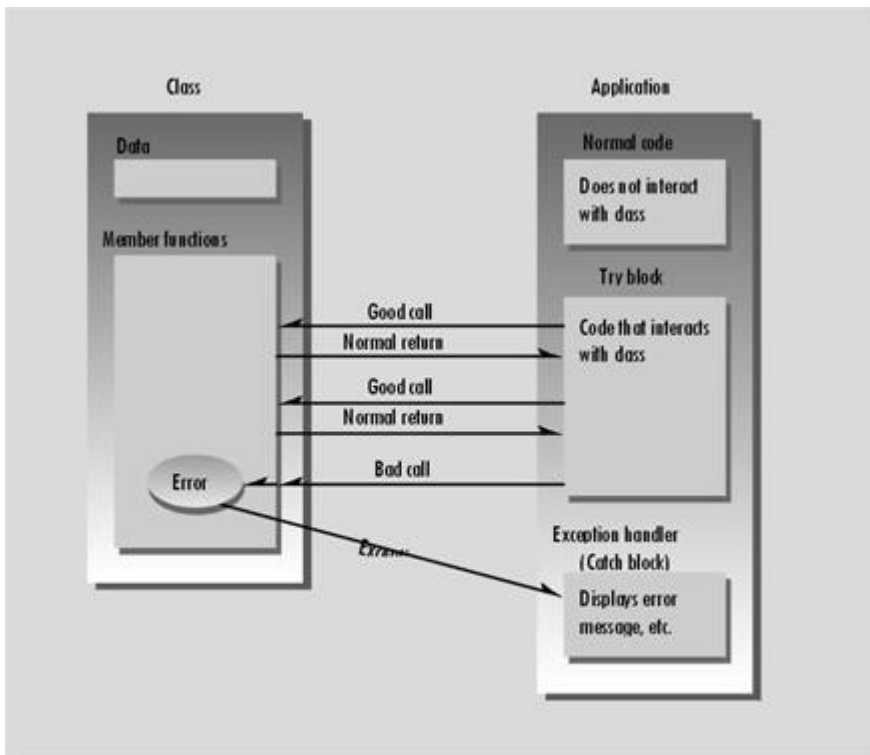 Class
Application
Data
Normal code
Does not interact
with class
Member functions
Try block
Good call
Code that interacts
with class
Normal return
Good call
Normal return
Bad call
Error
Exception handler
(Catch block)
Displays error
message, etc.